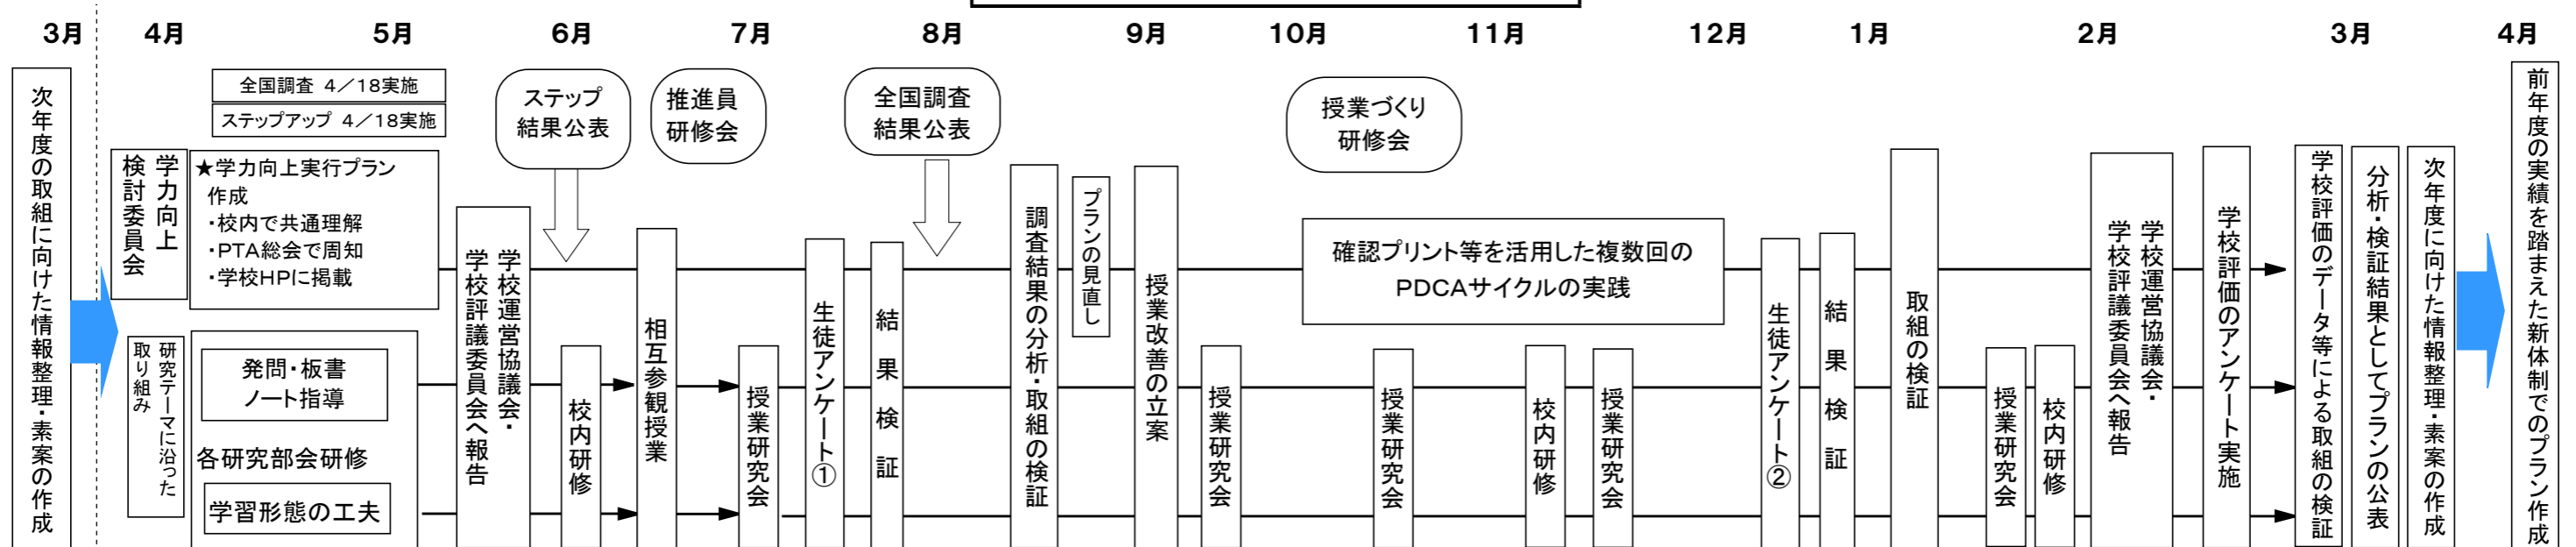 3月
4月
5月
6月
7月
8月
9月
10月
11月
12月
1月
2月
3月
4月
次年度の取組に向けた情報整理・素案の作成
全国調査 4／18実施
ステップアップ 4／18実施
学力向上
検討委員会
★学力向上実行プラン
作成
・校内で共通理解
・PTA総会で周知
・学校HPに掲載
研究テーマに沿った
取り組み
発問・板書
ノート指導
各研究部会研修
学習形態の工夫
学校運営協議会・
学校評議委員会へ報告
ステップ
結果公表
校内研修
相互参観授業
推進員
研修会
授業研究会
生徒アンケート①
結果検証
全国調査
結果公表
調査結果の分析・取組の検証
プランの見直し
授業改善の立案
授業研究会
授業づくり
研修会
確認プリント等を活用した複数回の
PDCAサイクルの実践
授業研究会
校内研修
授業研究会
生徒アンケート②
結果検証
取組の検証
授業研究会
校内研修
学校運営協議会・
学校評議委員会へ報告
学校評価のアンケート実施
学校評価のデータ等による取組の検証
分析・検証結果としてプランの公表
次年度に向けた情報整理・素案の作成
前年度の実績を踏まえた新体制でのプラン作成